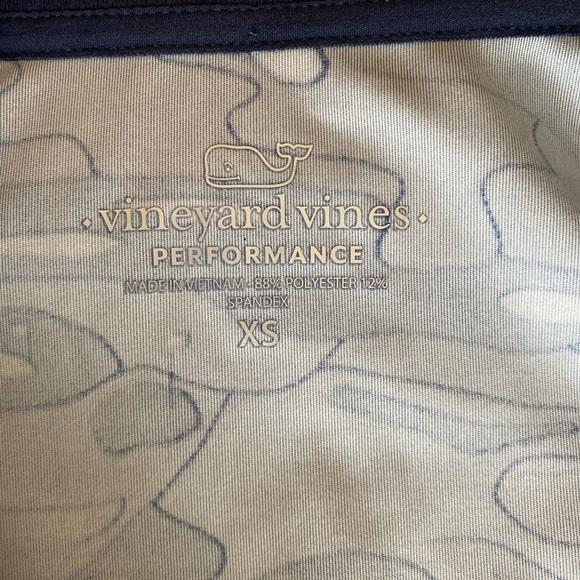 vineyard vines
PERFORMANCE
MADE IN VIETNAM - 88% POLYESTER 12%
SPANDEX
XS